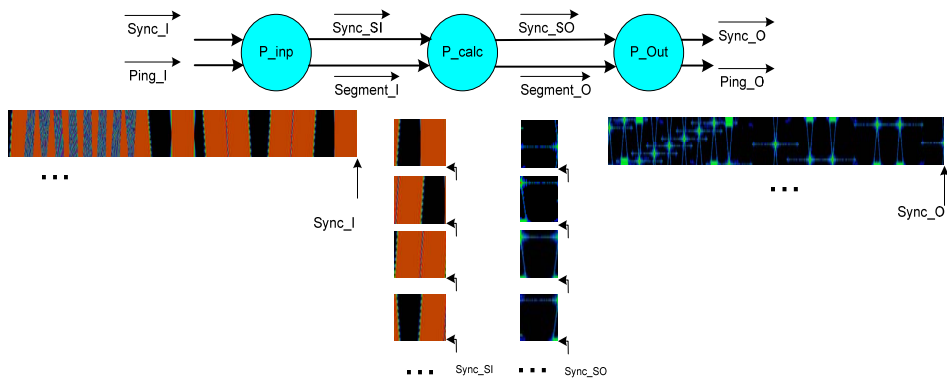 Sync_I
Sync_SI
Sync_SO
Sync_O
P_inp
P_calc
P_Out
Ping_I
Segment_I
Segment_O
Ping_O
...
Sync_I
...
Sync_O
...
Sync_SI
...
Sync_SO